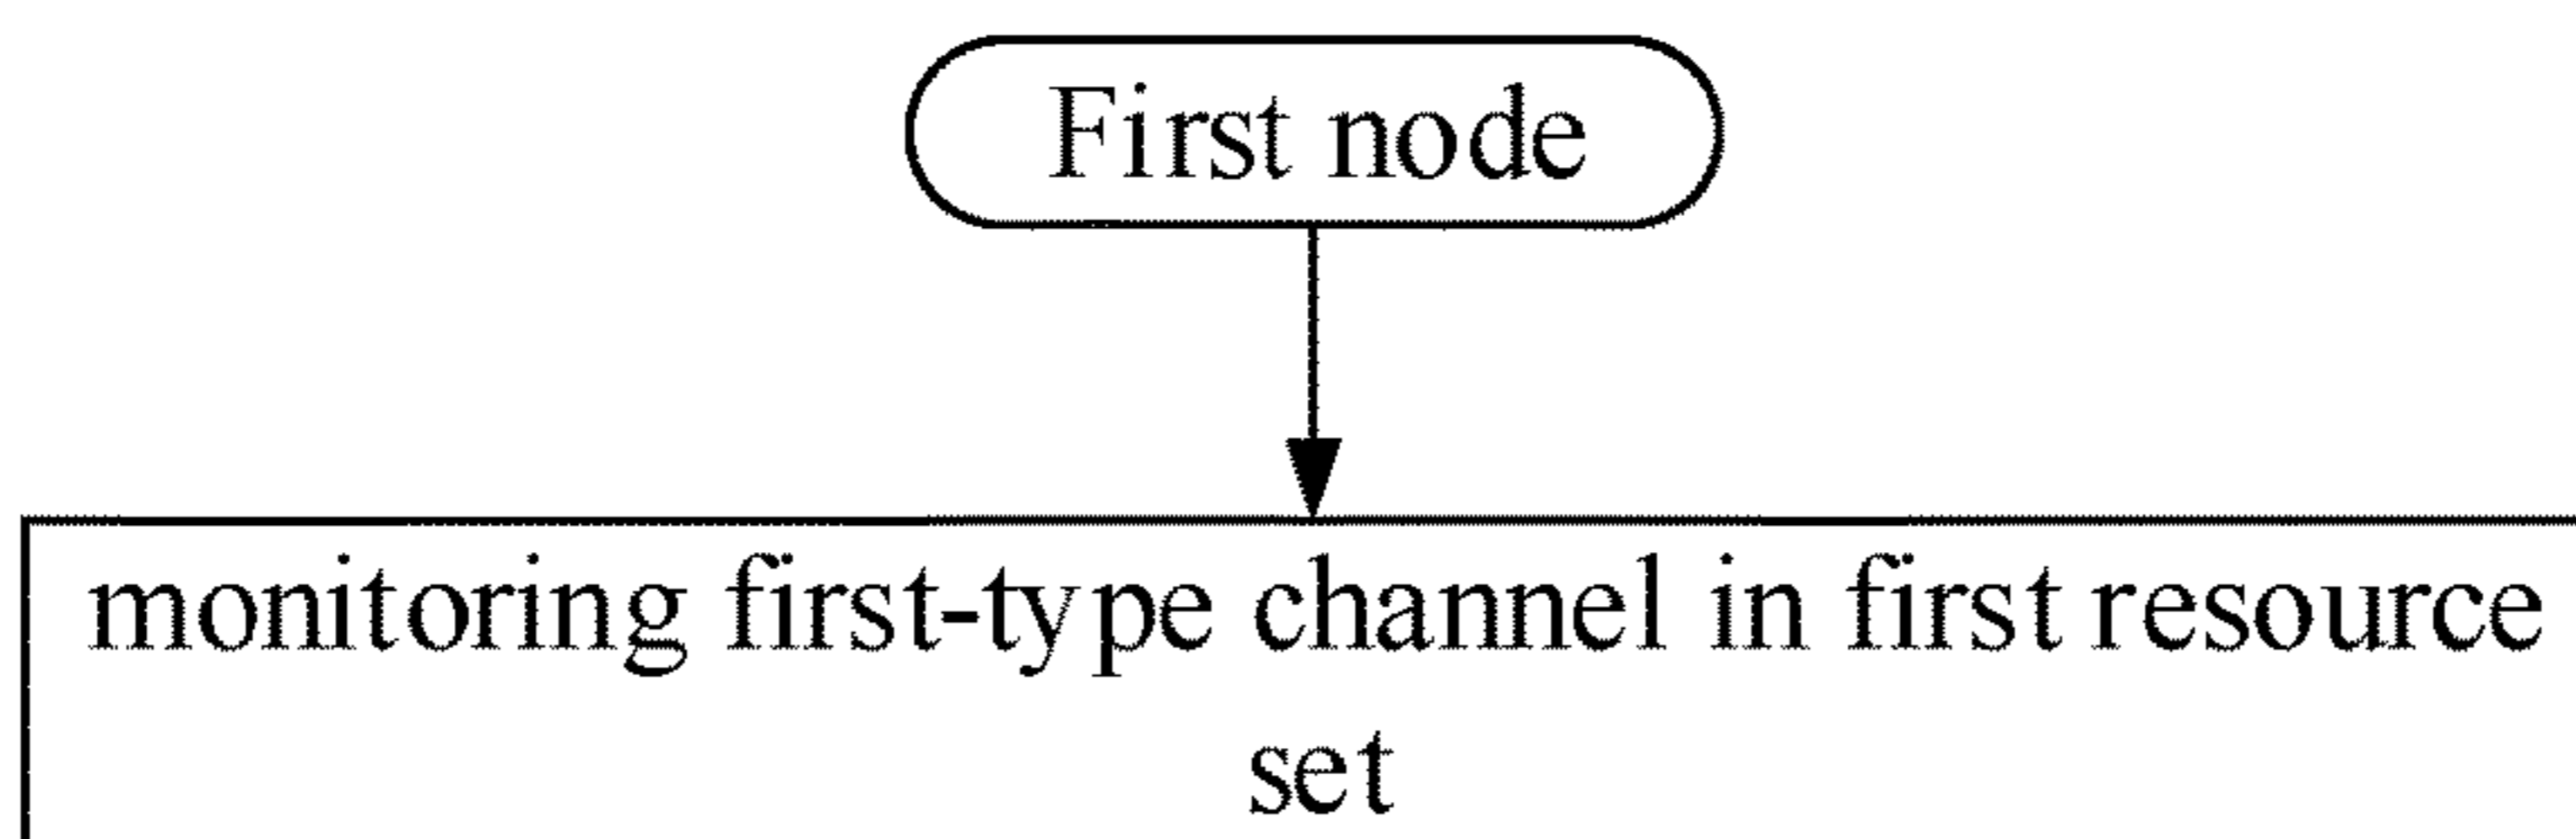 First node
monitoring first-type channel in first resource
set